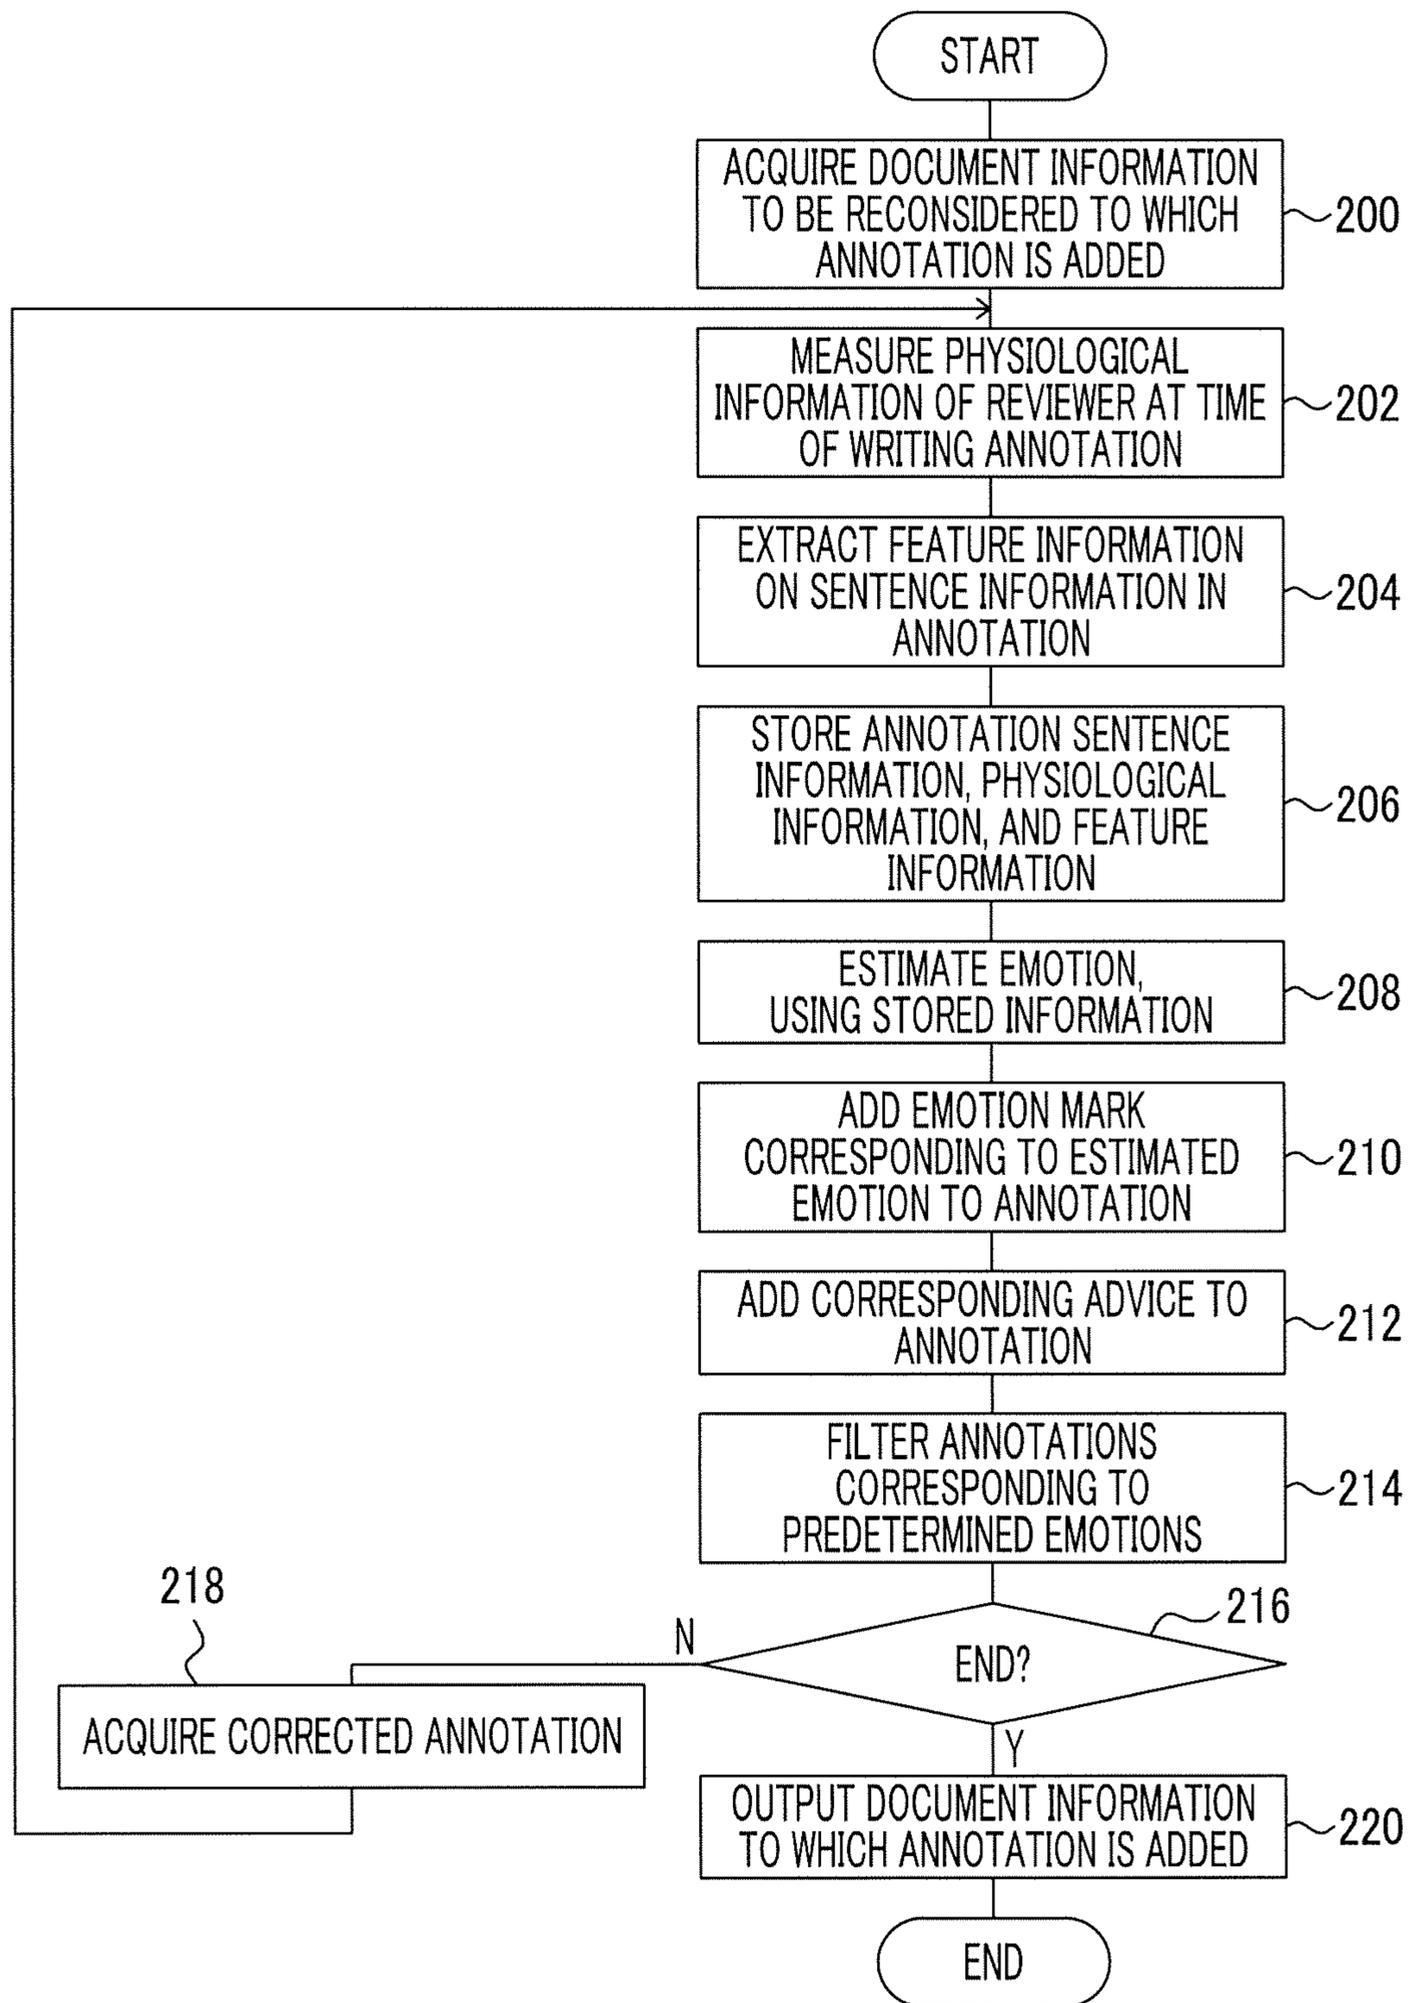 START
ACQUIRE DOCUMENT INFORMATION
TO BE RECONSIDERED TO WHICH
ANNOTATION IS ADDED
200
MEASURE PHYSIOLOGICAL
INFORMATION OF REVIEWER AT TIME
OF WRITING ANNOTATION
202
EXTRACT FEATURE INFORMATION
ON SENTENCE INFORMATION IN
ANNOTATION
204
STORE ANNOTATION SENTENCE
INFORMATION, PHYSIOLOGICAL
INFORMATION, AND FEATURE
INFORMATION
206
ESTIMATE EMOTION,
USING STORED INFORMATION
208
ADD EMOTION MARK
CORRESPONDING TO ESTIMATED
EMOTION TO ANNOTATION
210
ADD CORRESPONDING ADVICE TO
ANNOTATION
212
FILTER ANNOTATIONS
CORRESPONDING TO
PREDETERMINED EMOTIONS
214
END?
216
N
218
ACQUIRE CORRECTED ANNOTATION
Y
OUTPUT DOCUMENT INFORMATION
TO WHICH ANNOTATION IS ADDED
220
END